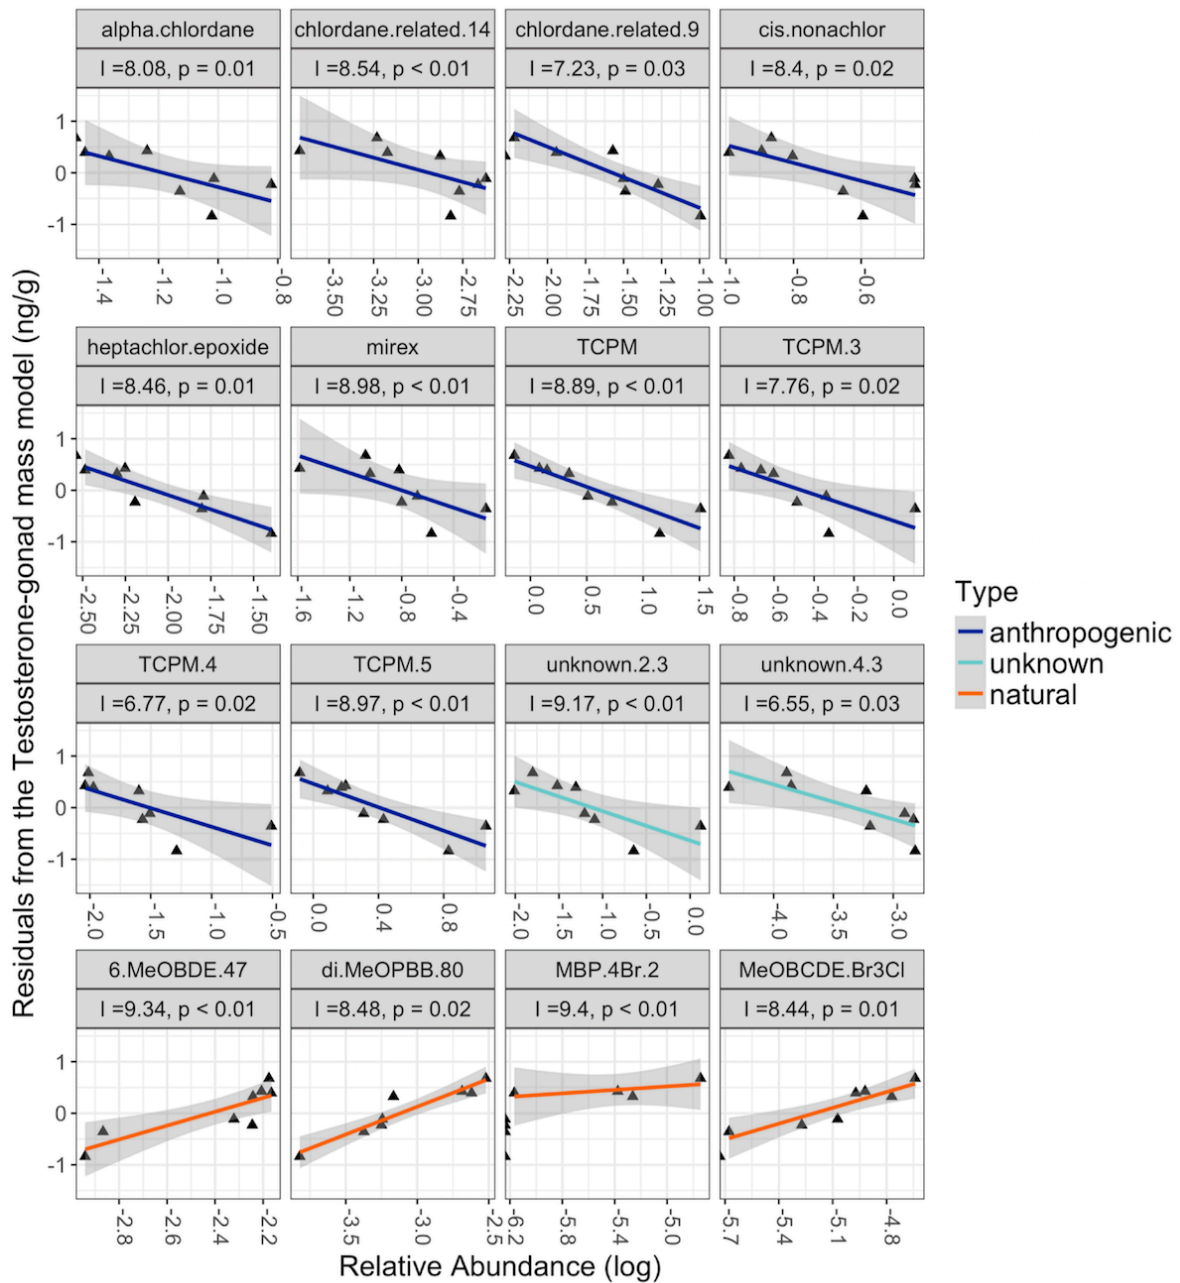 alpha.chlordane chlordane.related.14 chlordane.related.9 cis.nonachlor
I =8.08, p = 0.01 I =8.54, p < 0.01 I =7.23, p = 0.03 I =8.4, p = 0.02
1
0
-1
-1.4 -1.2 -1.0 -0.8 -3.50 -3.25 -3.00 -2.75 -2.25 -2.00 -1.75 -1.50 -1.25 -1.00 -1.0 -0.8 -0.6
heptachlor.epoxide mirex TCPM TCPM.3
I =8.46, p = 0.01 I =8.98, p < 0.01 I =8.89, p < 0.01 I =7.76, p = 0.02
1
0
-1
-2.50 -2.25 -2.00 -1.75 -1.50 -1.6 -1.2 -0.8 -0.4 0.0 0.5 1.0 1.5 -0.8 -0.6 -0.4 -0.2 0.0
TCPM.4 TCPM.5 unknown.2.3 unknown.4.3
I =6.77, p = 0.02 I =8.97, p < 0.01 I =9.17, p < 0.01 I =6.55, p = 0.03
1
0
-1
-2.0 -1.5 -1.0 -0.5 0.0 0.4 0.8 -2.0 -1.5 -1.0 -0.5 0.0 -4.0 -3.3 -3.0
6.MeOBDE.47 di.MeOPBB.80 MBP.4Br.2 MeOBCDE.Br3Cl
I =9.34, p < 0.01 I =8.48, p = 0.02 I =9.4, p < 0.01 I =8.44, p = 0.01
1
0
-1
-2.8 -2.6 -2.4 -2.2 -3.5 -3.0 -2.5 -6.2 -5.8 -5.4 -5.0 -5.7 -5.1 -4.8
Residuals from the Testosterone-gonad mass model (ng/g)
Relative Abundance (log)
Type
anthropogenic
unknown
natural